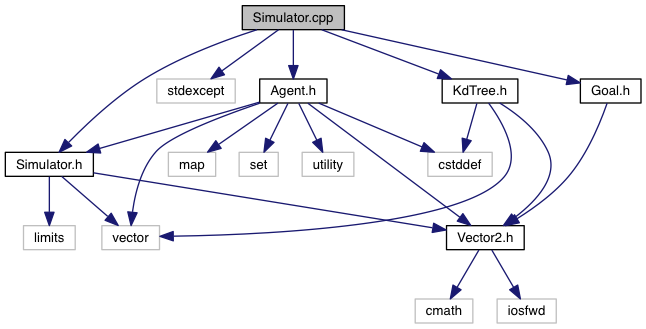 Simulator.cpp
stdexcept
Agent.h
KdTree.h
Goal.h
Simulator.h
map
set
utility
cstddef
limits
vector
Vector2.h
cmath
iosfwd